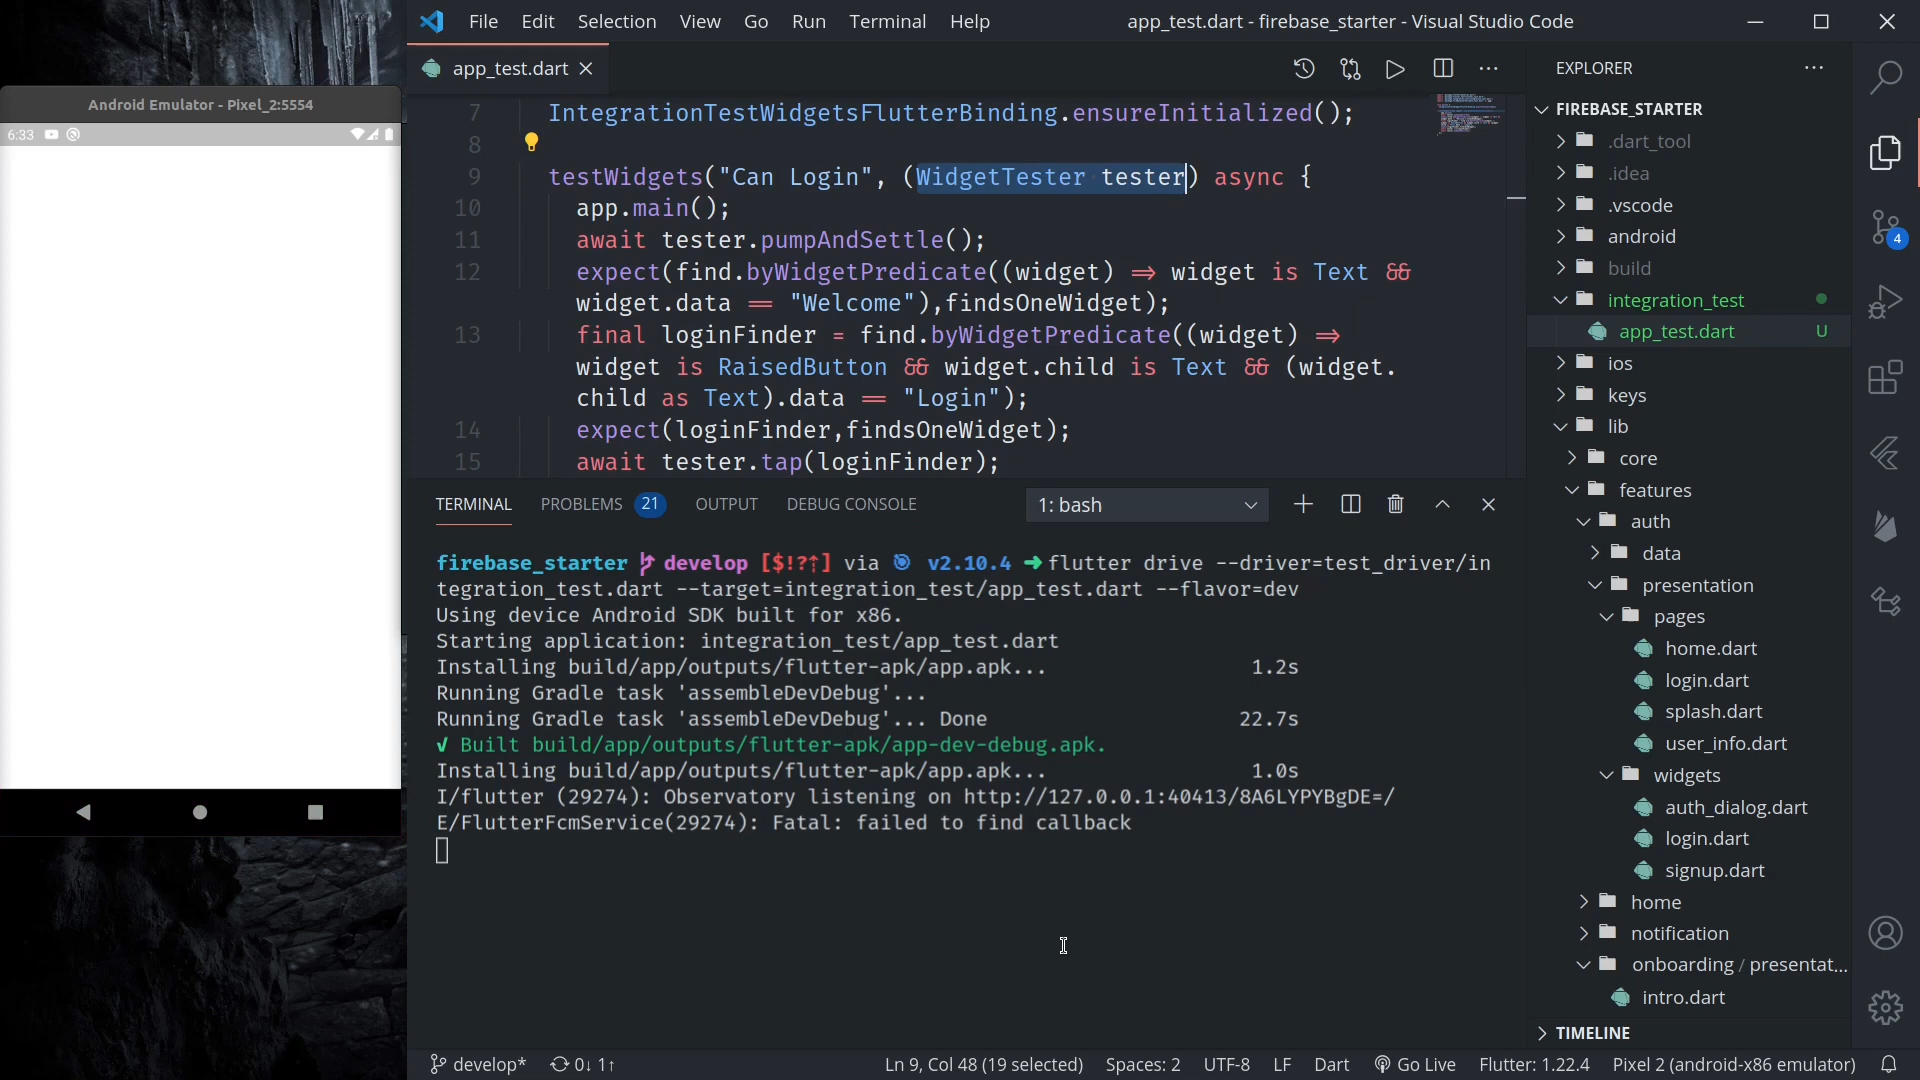 File Edit Selection View Go Run Terminal Help
app_test.dart - firebase_starter - Visual Studio Code
app_test.dart
Android Emulator - Pixel_2:5554
6:33
7 IntegrationTestWidgetsFlutterBinding.ensureInitialized();
8
9 testWidgets("Can Login", (WidgetTester tester) async {
10 app.main();
11 await tester.pumpAndSettle();
12 expect(find.byWidgetPredicate((widget) => widget is Text &&
widget.data == "Welcome"),findsOneWidget);
13 final loginFinder = find.byWidgetPredicate((widget) =>
widget is RaisedButton && widget.child is Text && (widget.
child as Text).data == "Login");
14 expect(loginFinder,findsOneWidget);
15 await tester.tap(loginFinder);
TERMINAL PROBLEMS 21 OUTPUT DEBUG CONSOLE 1: bash
firebase_starter develop [$!?⇡] via v2.10.4 ➜flutter drive --driver=test_driver/in
tegration_test.dart --target=integration_test/app_test.dart --flavor=dev
Using device Android SDK built for x86.
Starting application: integration_test/app_test.dart
Installing build/app/outputs/flutter-apk/app.apk... 1.2s
Running Gradle task 'assembleDevDebug'...
Running Gradle task 'assembleDevDebug'... Done 22.7s
√ Built build/app/outputs/flutter-apk/app-dev-debug.apk.
Installing build/app/outputs/flutter-apk/app.apk... 1.0s
I/flutter (29274): Observatory listening on http://127.0.0.1:40413/8A6LYPYBgDE=/
E/FlutterFcmService(29274): Fatal: failed to find callback
EXPLORER
FIREBASE_STARTER
.dart_tool
.idea
.vscode
android
build
integration_test
app_test.dart U
ios
keys
lib
core
features
auth
data
presentation
pages
home.dart
login.dart
splash.dart
user_info.dart
widgets
auth_dialog.dart
login.dart
signup.dart
home
notification
onboarding / presentat...
intro.dart
TIMELINE
4
develop* 0↓ 1↑ Ln 9, Col 48 (19 selected) Spaces: 2 UTF-8 LF Dart Go Live Flutter: 1.22.4 Pixel 2 (android-x86 emulator)